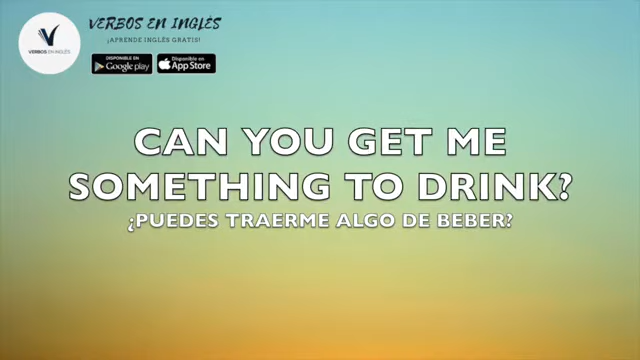 VERBOS EN INGLÉS
¡APRENDE INGLÉS GRATIS!
V
VERBOS EN INGLÉS
DISPONIBLE EN
Google play
Disponible en el
App Store
CAN YOU GET ME
SOMETHING TO DRINK?
¿PUEDES TRAERME ALGO DE BEBER?